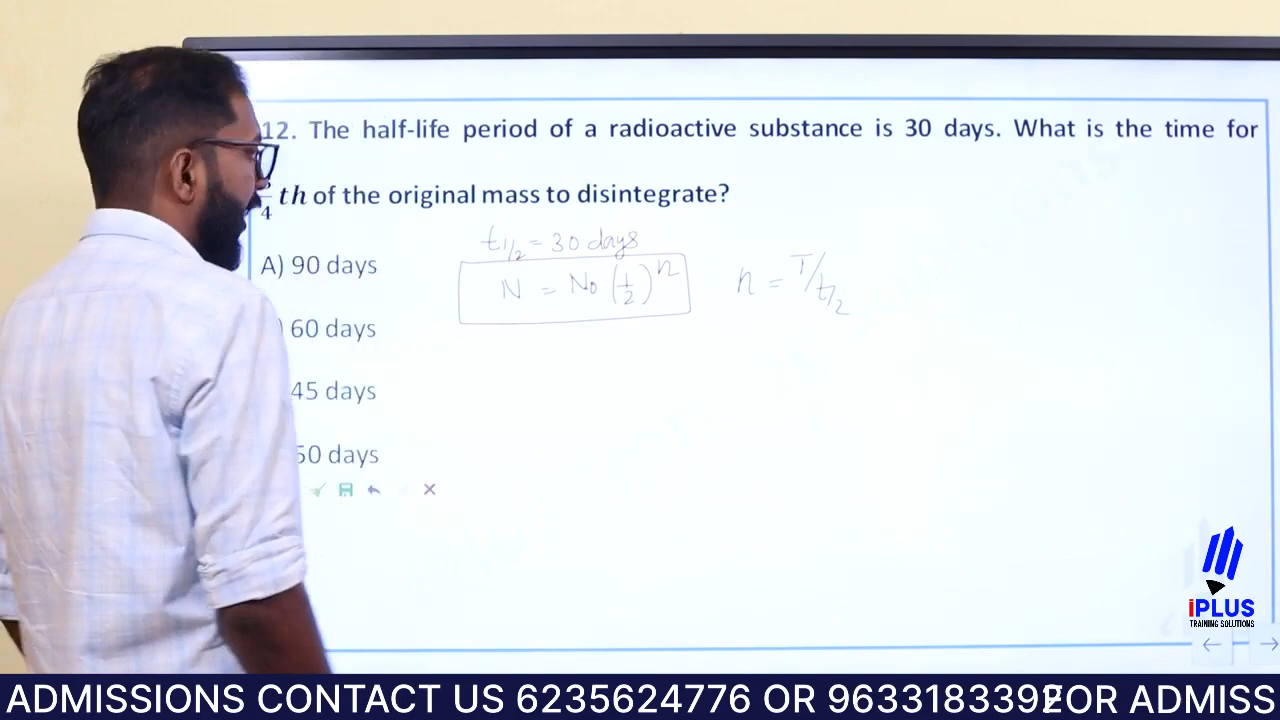 12. The half-life period of a radioactive substance is 30 days. What is the time for
4 th of the original mass to disintegrate?
t1/2 = 30 days
A) 90 days
N = N0 (1/2)^n
n = T/t1/2
) 60 days
45 days
50 days
iPLUS
TRAINING SOLUTIONS
ADMISSIONS CONTACT US 6235624776 OR 963318339 FOR ADMISS